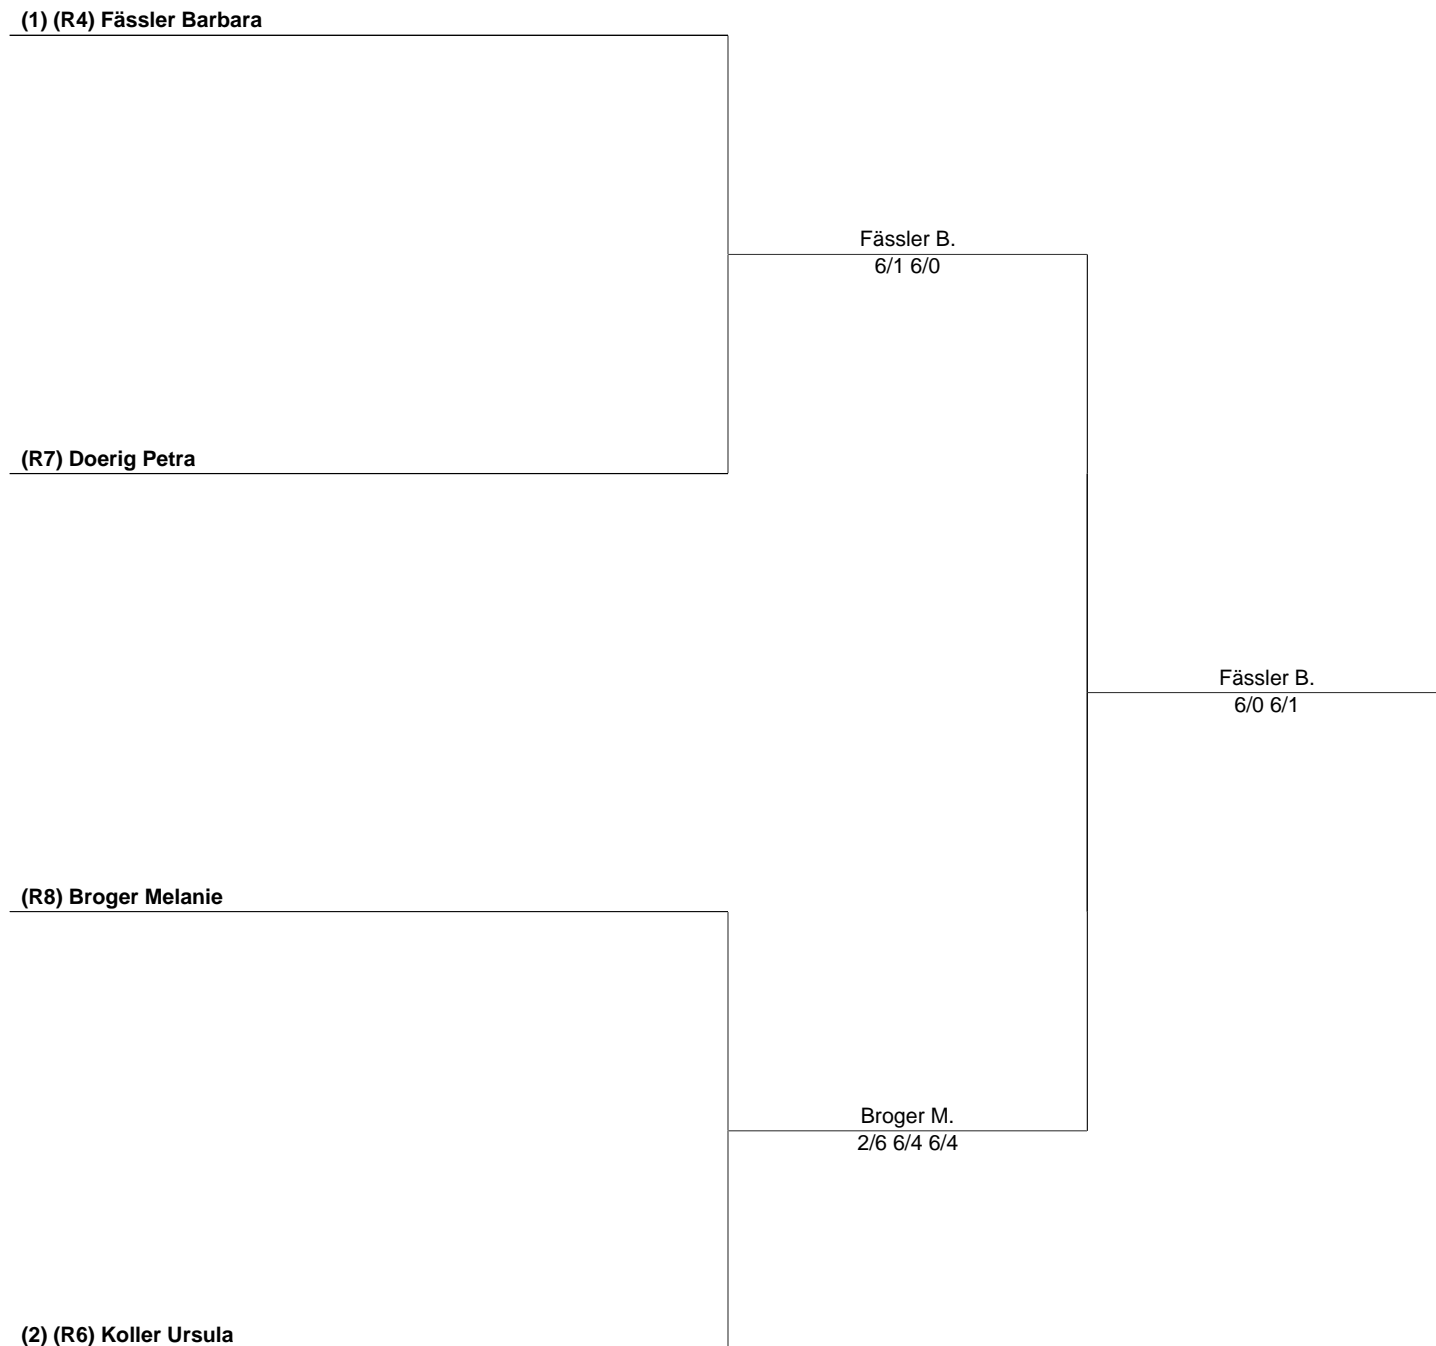 (1) (R4) Fässler Barbara
Fässler B.
6/1 6/0
(R7) Doerig Petra
Fässler B.
6/0 6/1
(R8) Broger Melanie
Broger M.
2/6 6/4 6/4
(2) (R6) Koller Ursula